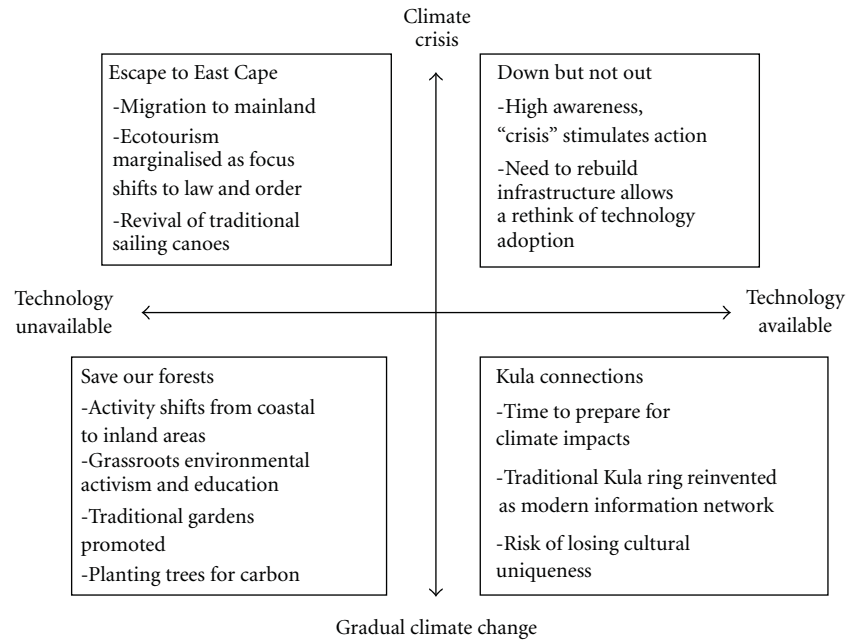 Climate
crisis
Escape to East Cape
-Migration to mainland
-Ecotourism
marginalised as focus
shifts to law and order
-Revival of traditional
sailing canoes
Down but not out
-High awareness,
“crisis” stimulates action
-Need to rebuild
infrastructure allows
a rethink of technology
adoption
Technology
unavailable
Technology
available
Save our forests
-Activity shifts from coastal
to inland areas
-Grassroots environmental
activism and education
-Traditional gardens
promoted
-Planting trees for carbon
Kula connections
-Time to prepare for
climate impacts
-Traditional Kula ring reinvented
as modern information network
-Risk of losing cultural
uniqueness
Gradual climate change